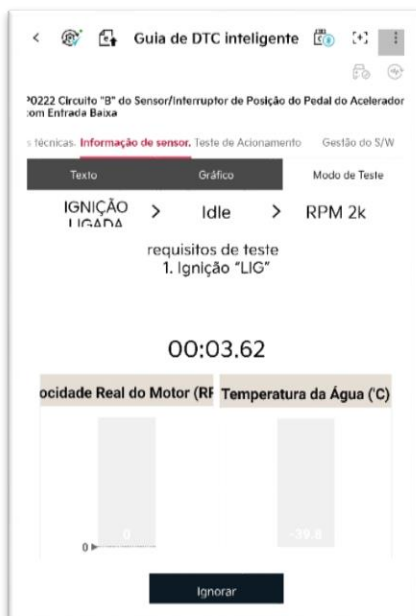 Guia de DTC inteligente
P0222 Circuito "B" do Sensor/Interruptor de Posição do Pedal do Acelerador
com Entrada Baixa
s técnicas. Informação de sensor. Teste de Acionamento Gestão do S/W
Texto Gráfico Modo de Teste
IGNIÇÃO LIGADA > Idle > RPM 2k
requisitos de teste
1. Ignição "LIG"
00:03.62
ocidade Real do Motor (RF Temperatura da Água (°C)
0 -39.8
0
Ignorar